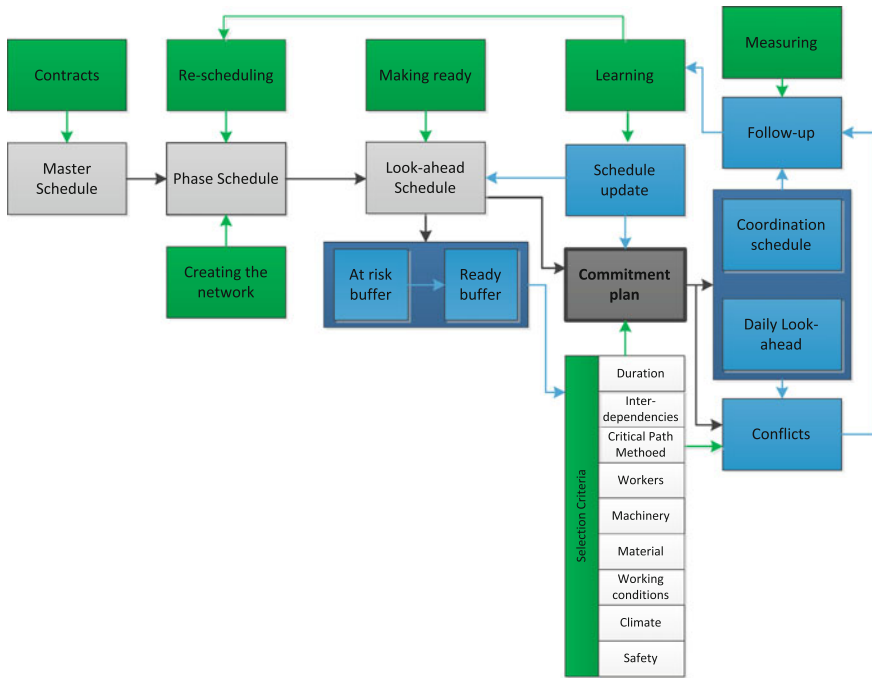 Contracts
Re-scheduling
Making ready
Learning
Measuring
Master
Schedule
Phase Schedule
Look-ahead
Schedule
Schedule
update
Follow-up
Creating the
network
At risk
buffer
Ready
buffer
Commitment
plan
Coordination
schedule
Daily Look-
ahead
Conflicts
Selection Criteria
Duration
Inter-
dependencies
Critical Path
Methoed
Workers
Machinery
Material
Working
conditions
Climate
Safety